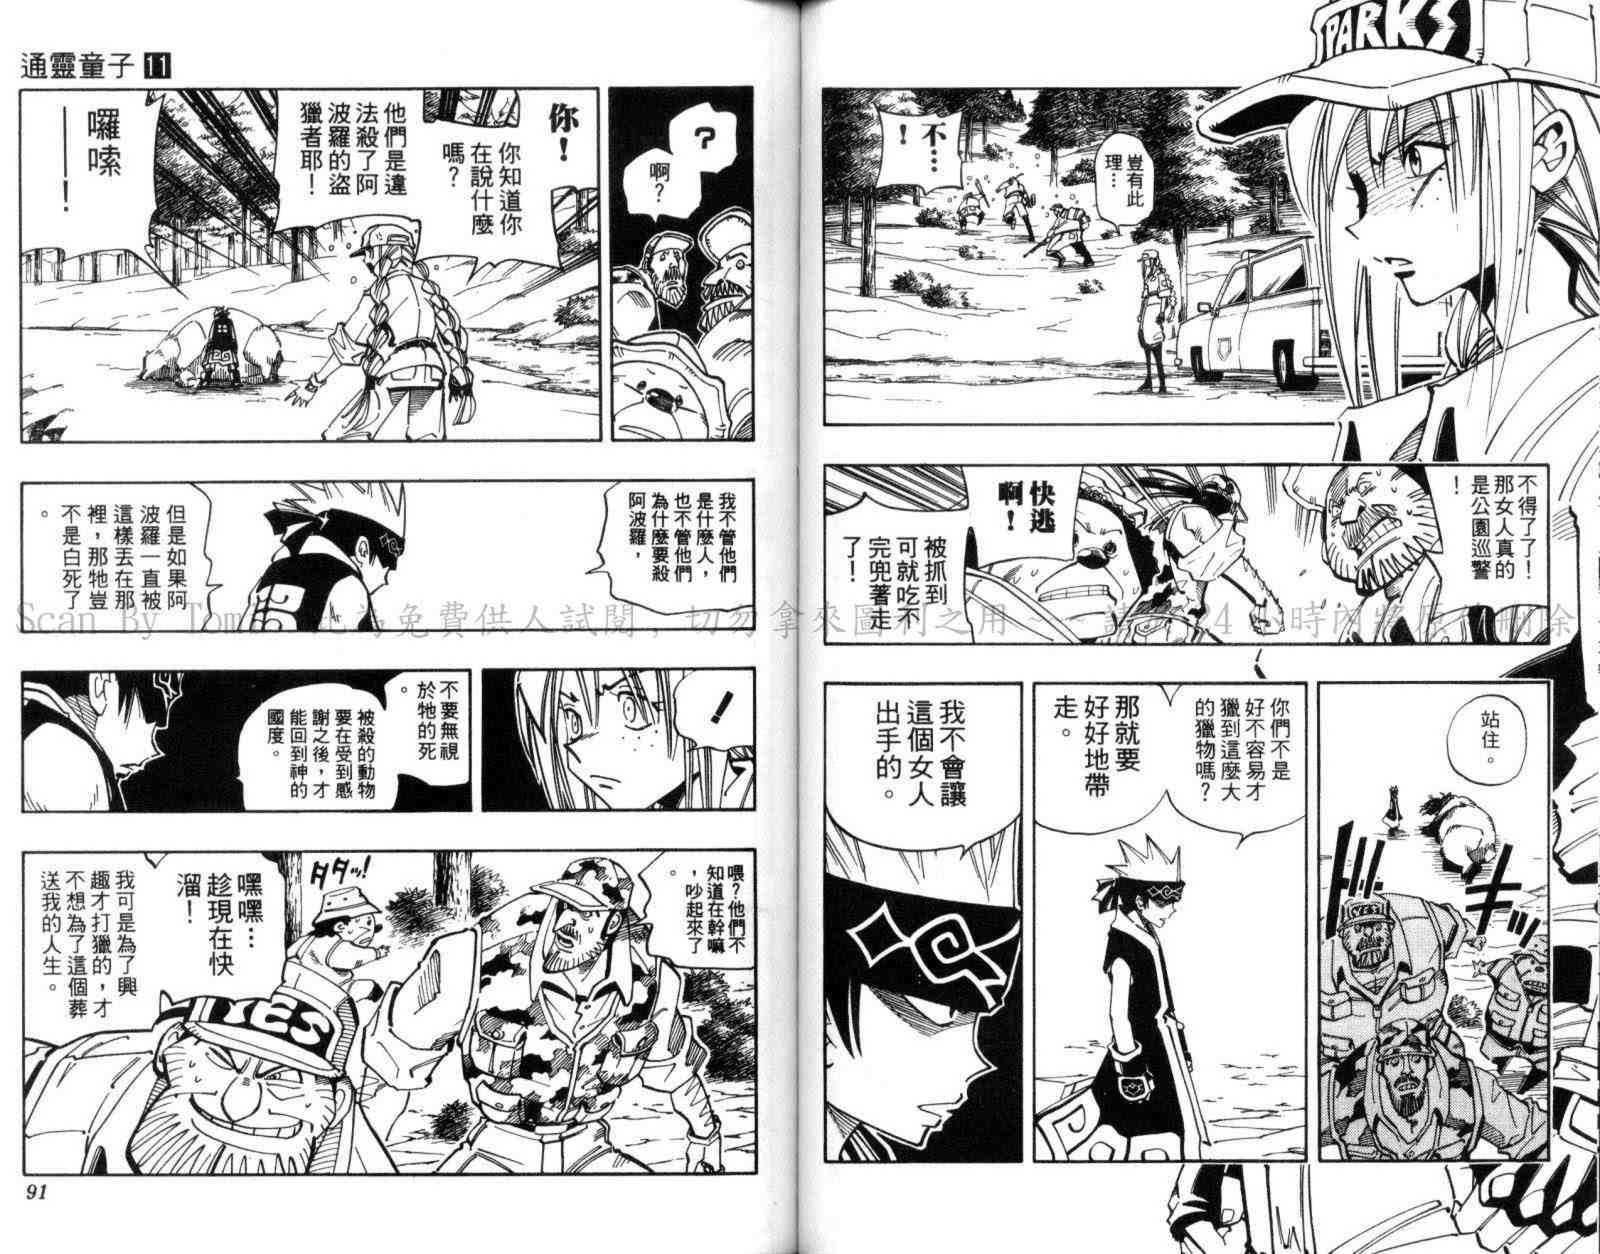 PARKS
豈有此
理…
不…
！
不得了了！
那女人真的
是公園巡警
！
快逃
啊！
被抓到
可就吃不
完兜著走
了！
站住。
YES
你們不是
好不容易才
獵到這麼大
的獵物嗎？
那就要
好好地帶
走。
我不會讓
這個女人
出手的。
通靈童子 11
？
啊？
你！
你知道你
在說什麼
嗎？
他們是違
法殺了阿
波羅的盜
獵者耶！
囉嗦
——！
我不管他們
是什麼人，
也不管他們
為什麼要殺
阿波羅，
但是如果阿
波羅一直被
這樣丟在那
裡，那牠豈
不是白死了
。
！
不要無視
於牠的死
。
被殺的動物
要在受到感
謝之後，才
能回到神的
國度。
喂？他們不
知道在幹嘛
，吵起來了
。
ダダッ!
嘿嘿…
趁現在快
溜！
YES
我可是為了興
趣才打獵的，才
不想為了這個葬
送我的人生。
91